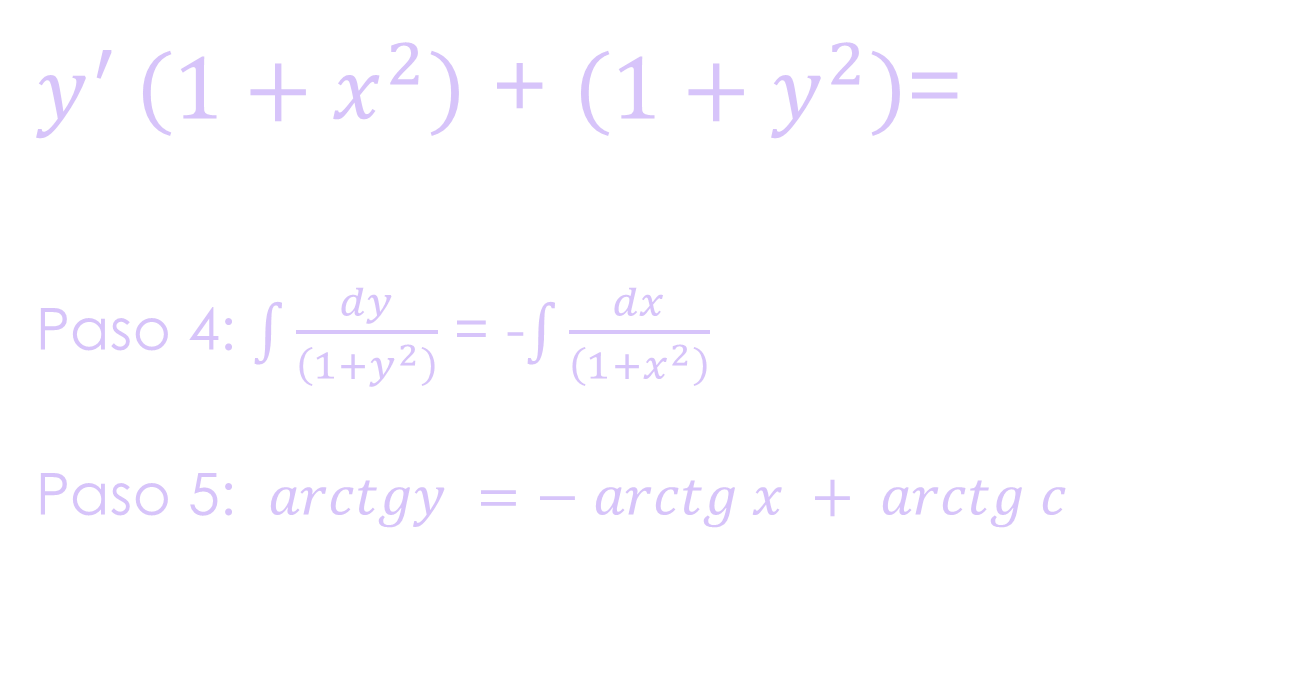 y′ (1 + x²) + (1 + y²)=
Paso 4: ∫ dy/(1+y²) = -∫ dx/(1+x²)
Paso 5: arctgy = − arctg x + arctg c